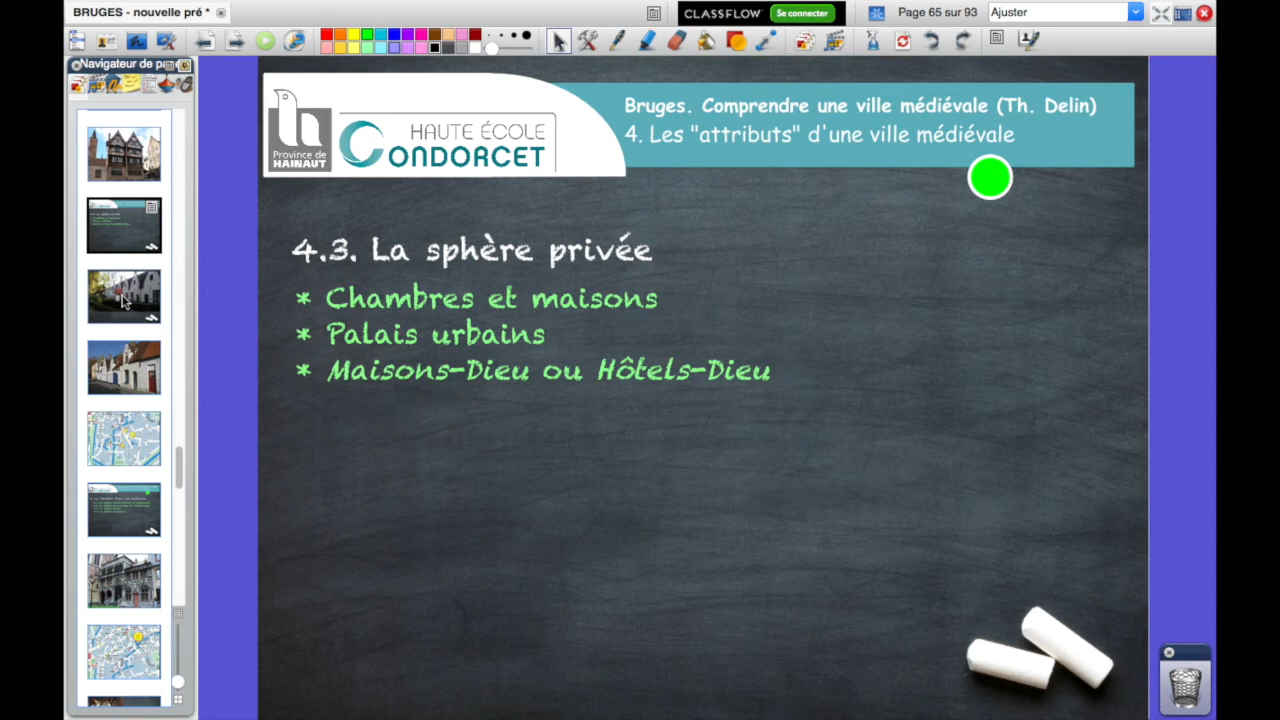 BRUGES - nouvelle pré *
CLASSFLOW
Se connecter
Page 65 sur 93
Ajuster
Navigateur de pa
Province de
HAINAUT
HAUTE ÉCOLE
CONDORCET
Bruges. Comprendre une ville médiévale (Th. Delin)
4. Les "attributs" d'une ville médiévale
4.3. La sphère privée
* Chambres et maisons
* Palais urbains
* Maisons-Dieu ou Hôtels-Dieu